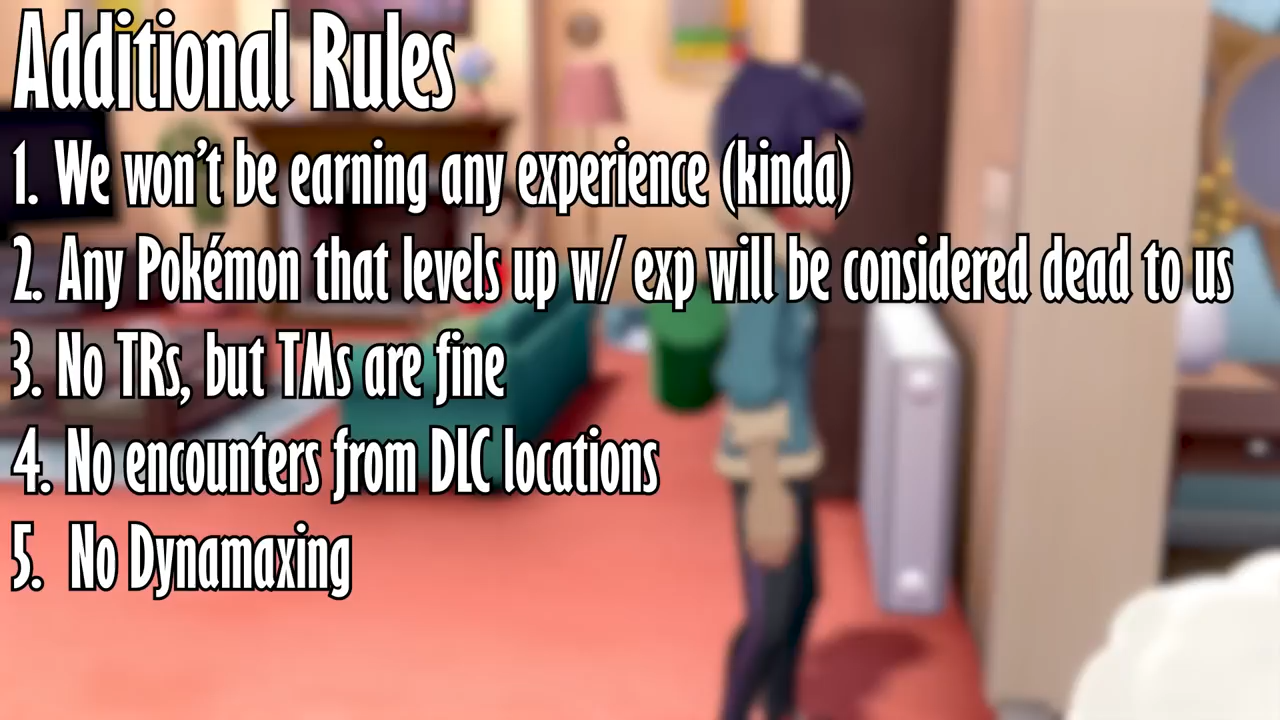 Additional Rules
1. We won't be earning any experience (kinda)
2. Any Pokémon that levels up w/ exp will be considered dead to us
3. No TRs, but TMs are fine
4. No encounters from DLC locations
5. No Dynamaxing